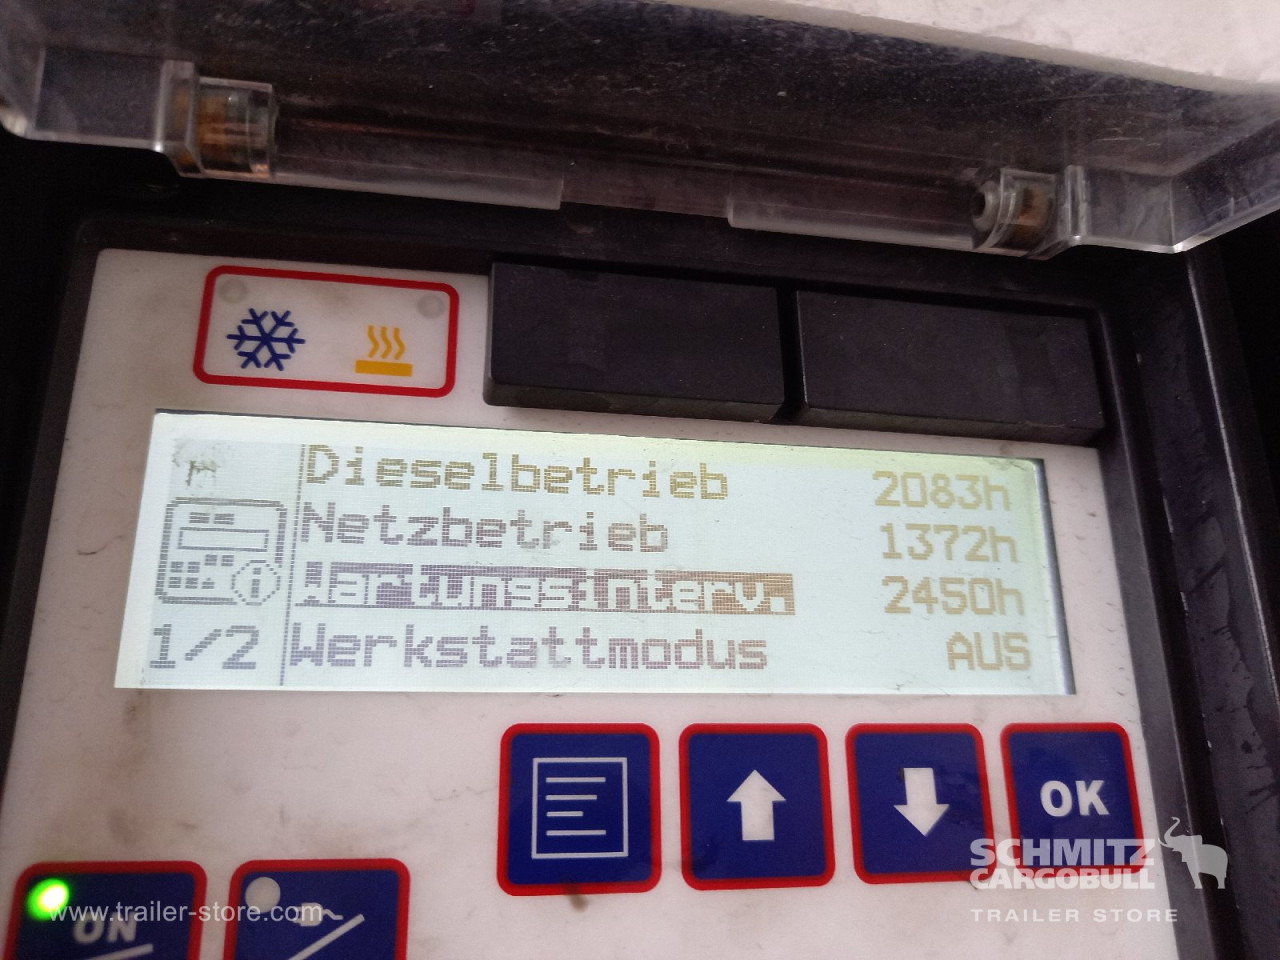 Dieselbetrieb 2083h
Netzbetrieb 1372h
Wartungsinterv. 2450h
1/2 Werkstattmodus AUS
OK
SCHMITZ
CARGOBULL
TRAILER STORE
www.trailer-store.com
ON